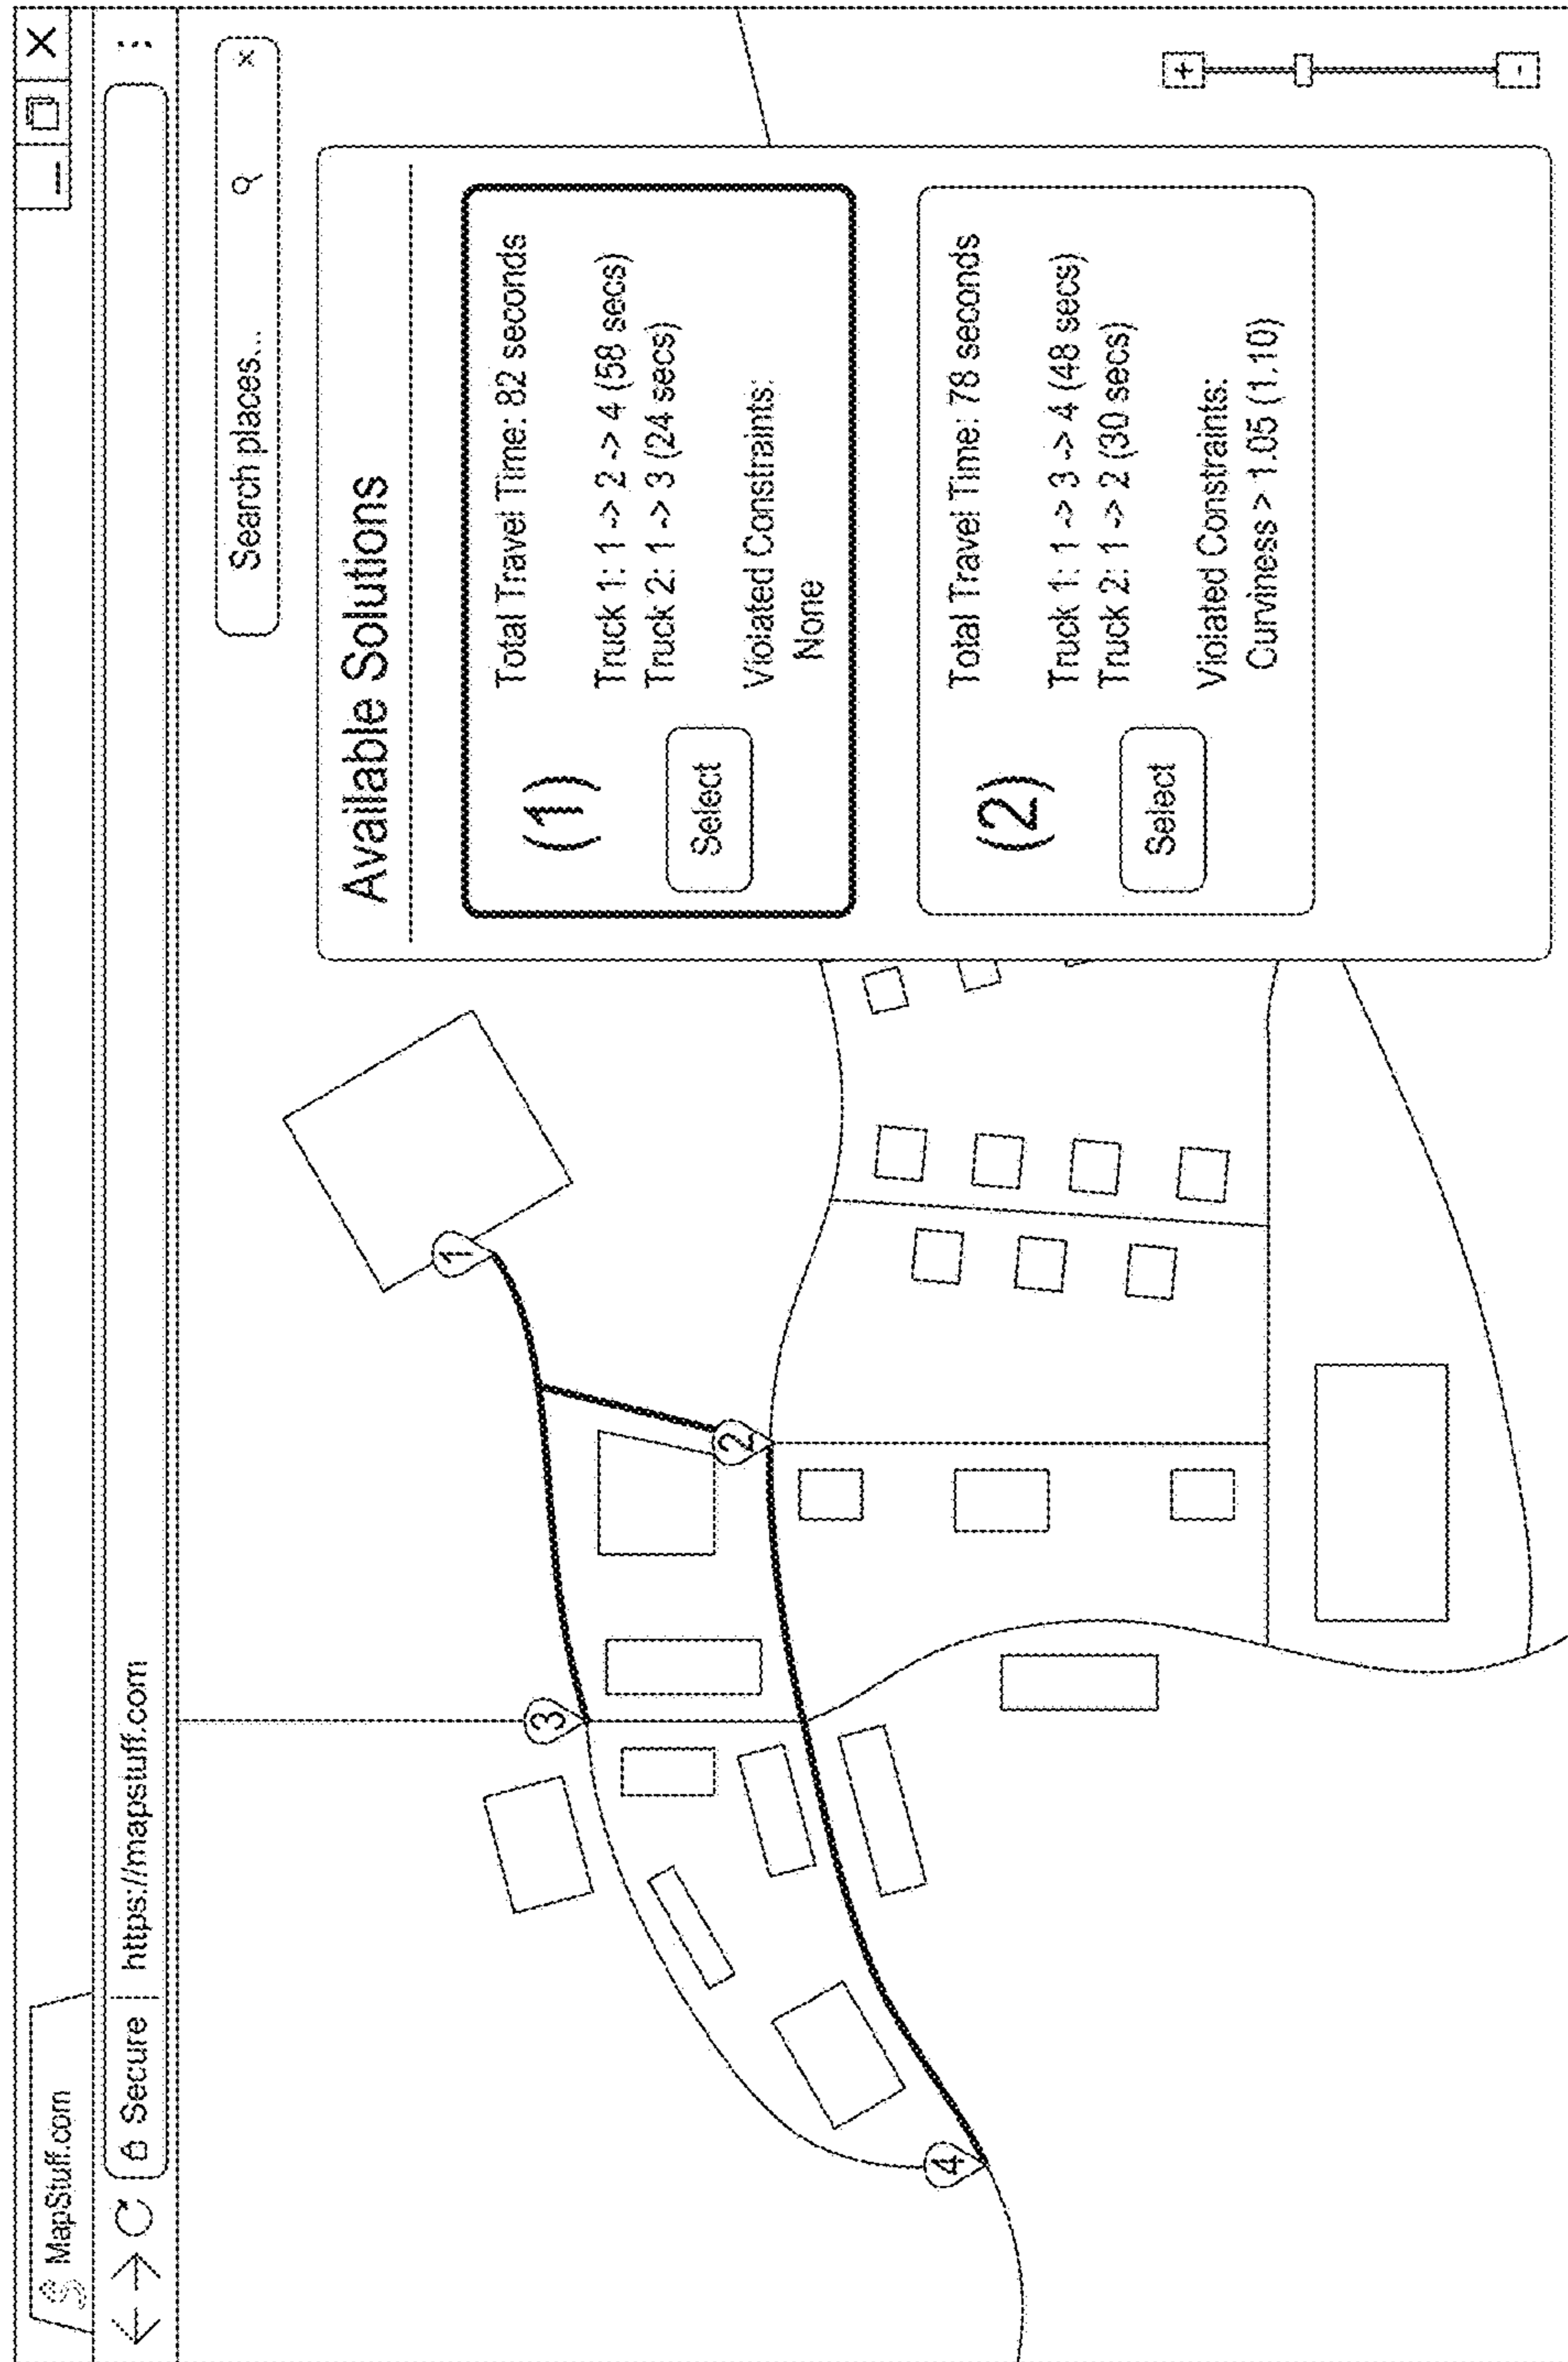 MapStuff.com
Secure https://mapstuff.com
Search places... x
Available Solutions
(1)
Select
Total Travel Time: 82 seconds
Truck 1: 1 -> 2 -> 4 (58 secs)
Truck 2: 1 -> 3 (24 secs)
Violated Constraints:
None
(2)
Select
Total Travel Time: 78 seconds
Truck 1: 1 -> 3 -> 4 (48 secs)
Truck 2: 1 -> 2 (30 secs)
Violated Constraints:
Curviness > 1.05 (1.10)
1
2
3
4
+
-